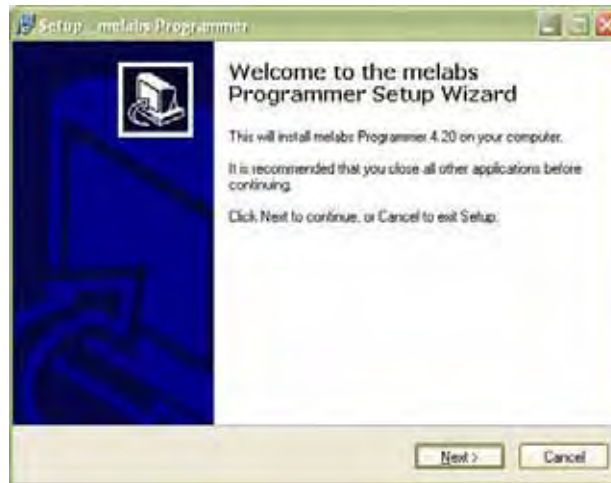 Setup - melabs Programmer
Welcome to the melabs
Programmer Setup Wizard
This will install melabs Programmer 4.20 on your computer.
It is recommended that you close all other applications before
continuing.
Click Next to continue, or Cancel to exit Setup.
Next >
Cancel